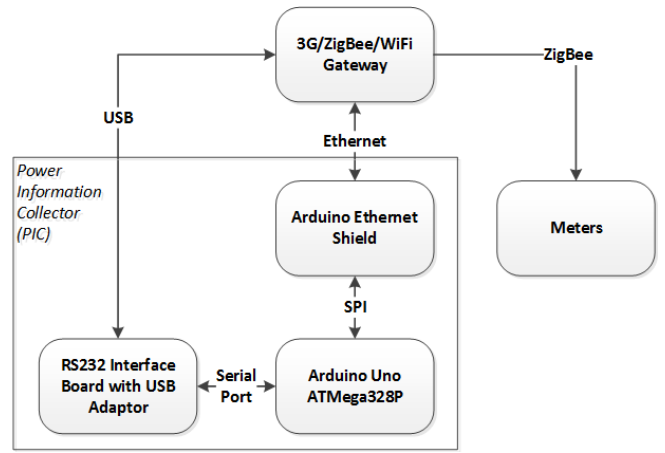 3G/ZigBee/WiFi
Gateway
ZigBee
USB
Ethernet
Power
Information
Collector
(PIC)
Arduino Ethernet
Shield
Meters
SPI
RS232 Interface
Board with USB
Adaptor
Serial
Port
Arduino Uno
ATMega328P